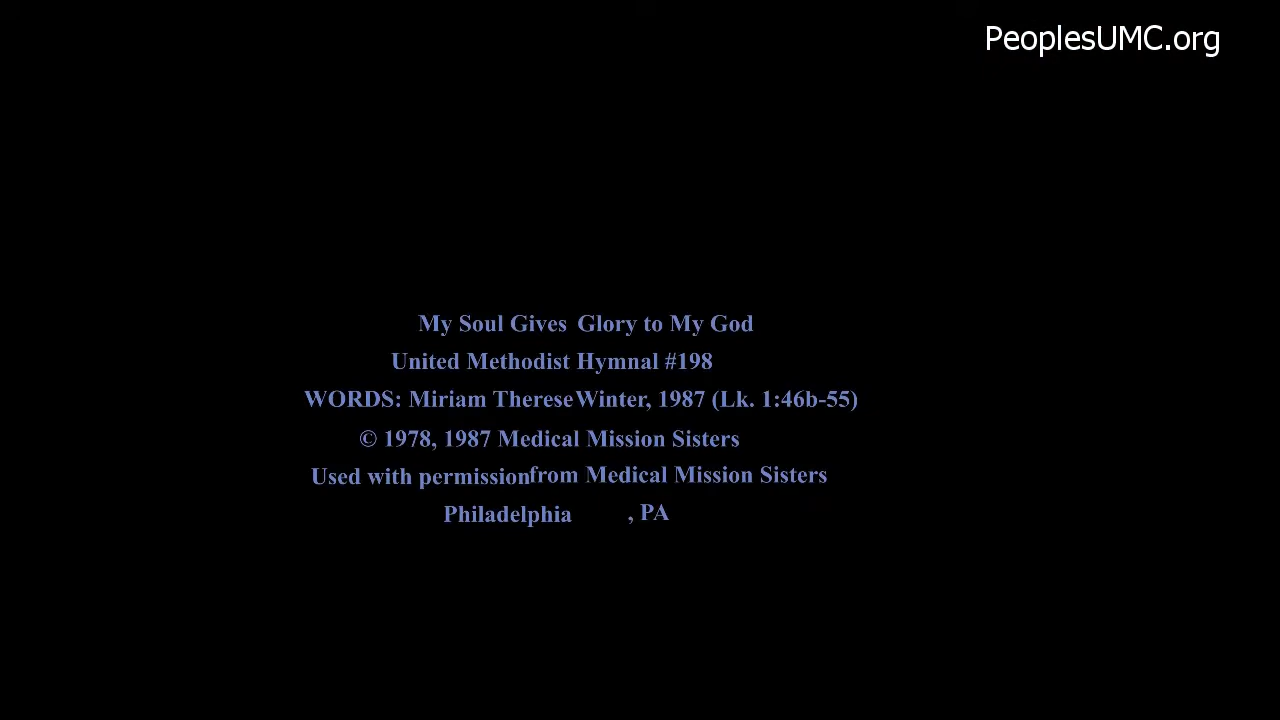 PeoplesUMC.org
My Soul Gives Glory to My God
United Methodist Hymnal #198
WORDS: Miriam Therese Winter, 1987 (Lk. 1:46b-55)
© 1978, 1987 Medical Mission Sisters
Used with permission from Medical Mission Sisters
Philadelphia , PA